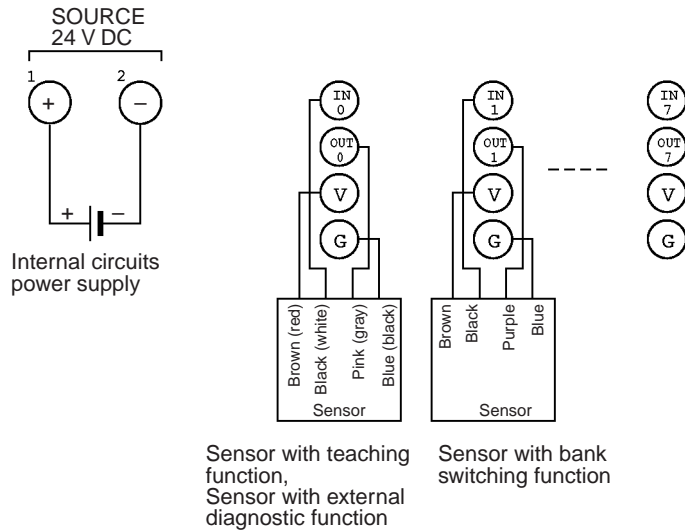 SOURCE
24 V DC
1
2
+
−
+
−
Internal circuits
power supply
IN
0
OUT
0
V
G
Brown (red)
Black (white)
Pink (gray)
Blue (black)
Sensor
Sensor with teaching
function,
Sensor with external
diagnostic function
IN
1
OUT
1
V
G
Brown
Black
Purple
Blue
Sensor
Sensor with bank
switching function
IN
7
OUT
7
V
G